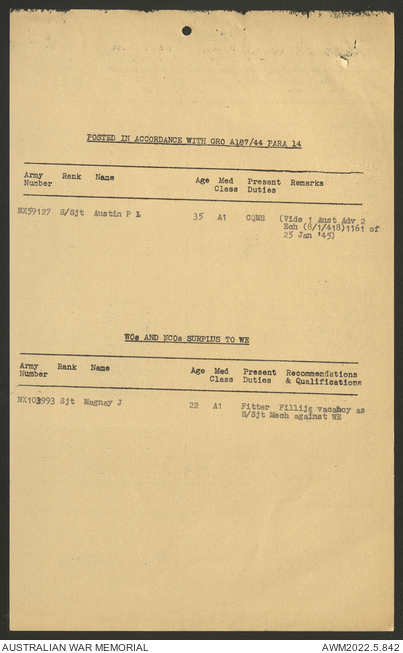 POSTED IN ACCORDANCE WITH GRO A187/44 PARA 14
Army Number Rank Name Age Med Class Present Duties Remarks
NX59127 S/Sjt Austin P L 35 A1 CQMS (Vide 1 Aust Adv 2
Ech (8/1/418)1161 of
25 Jan '45)
WOs AND NCOs SURPLUS TO WE
Army Number Rank Name Age Med Class Present Duties Recommendations & Qualifications
NX103993 Sjt Magnay J 22 A1 Fitter Fillijg vacancy as
S/Sjt Mech against WE
AUSTRALIAN WAR MEMORIAL AWM2022.5.842